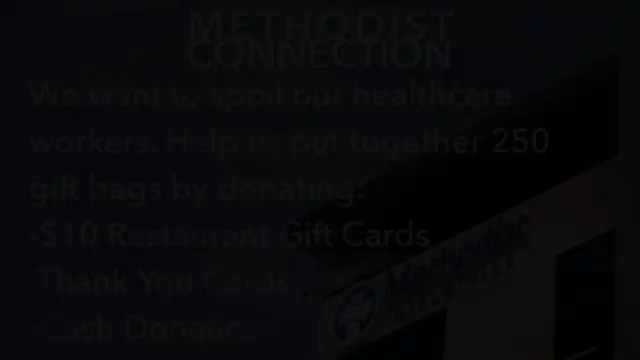 METHODIST
CONNECTION
We want to spoil our healthcare
workers. Help us put together 250
gift bags by donating:
-$10 Restaurant Gift Cards
-Thank You Cards
-Cash Donations
Methodist